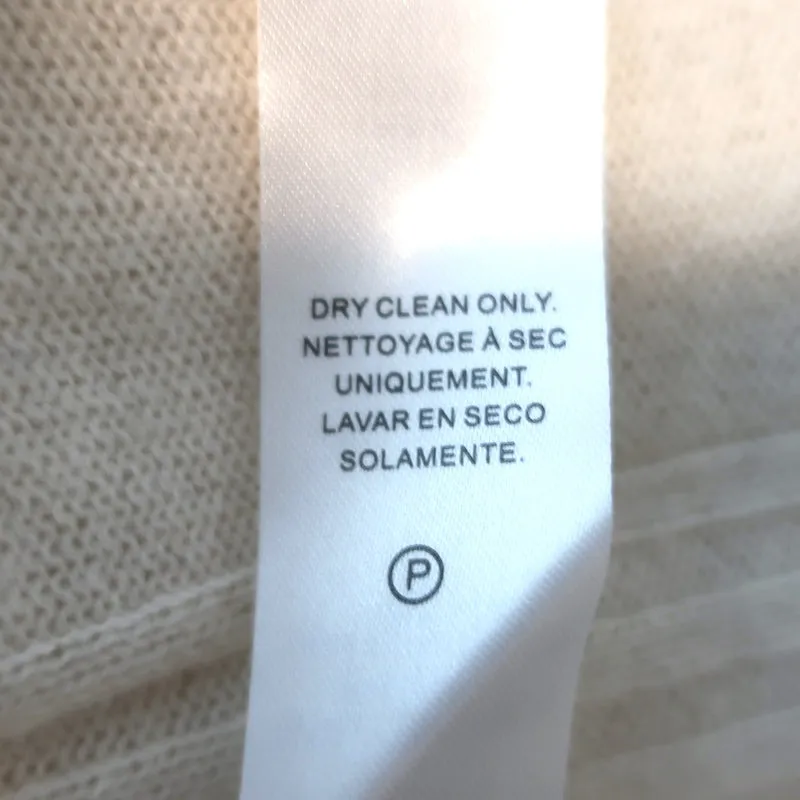 DRY CLEAN ONLY.
NETTOYAGE À SEC
UNIQUEMENT.
LAVAR EN SECO
SOLAMENTE.
P